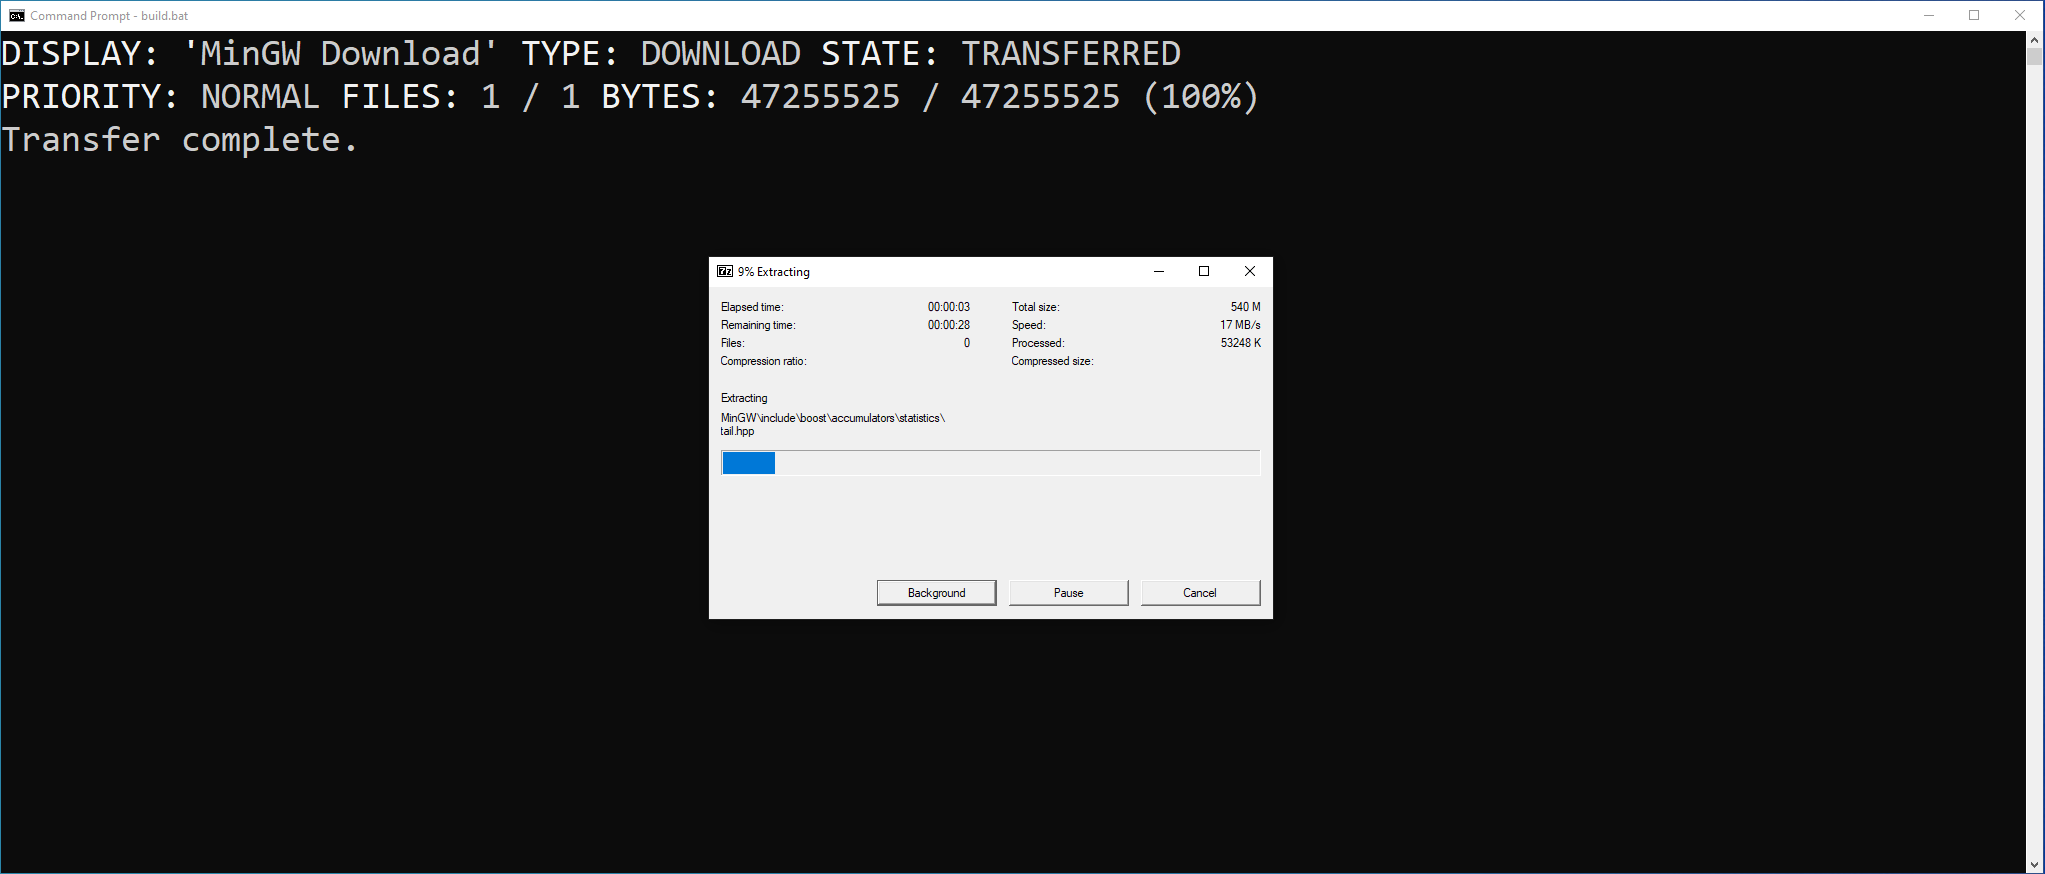 Command Prompt - build.bat
DISPLAY: 'MinGW Download' TYPE: DOWNLOAD STATE: TRANSFERRED
PRIORITY: NORMAL FILES: 1 / 1 BYTES: 47255525 / 47255525 (100%)
Transfer complete.
9% Extracting
Elapsed time: 00:00:03 Total size: 540 M
Remaining time: 00:00:28 Speed: 17 MB/s
Files: 0 Processed: 53248 K
Compression ratio: Compressed size:
Extracting
MinGW\include\boost\accumulators\statistics\
tail.hpp
Background Pause Cancel